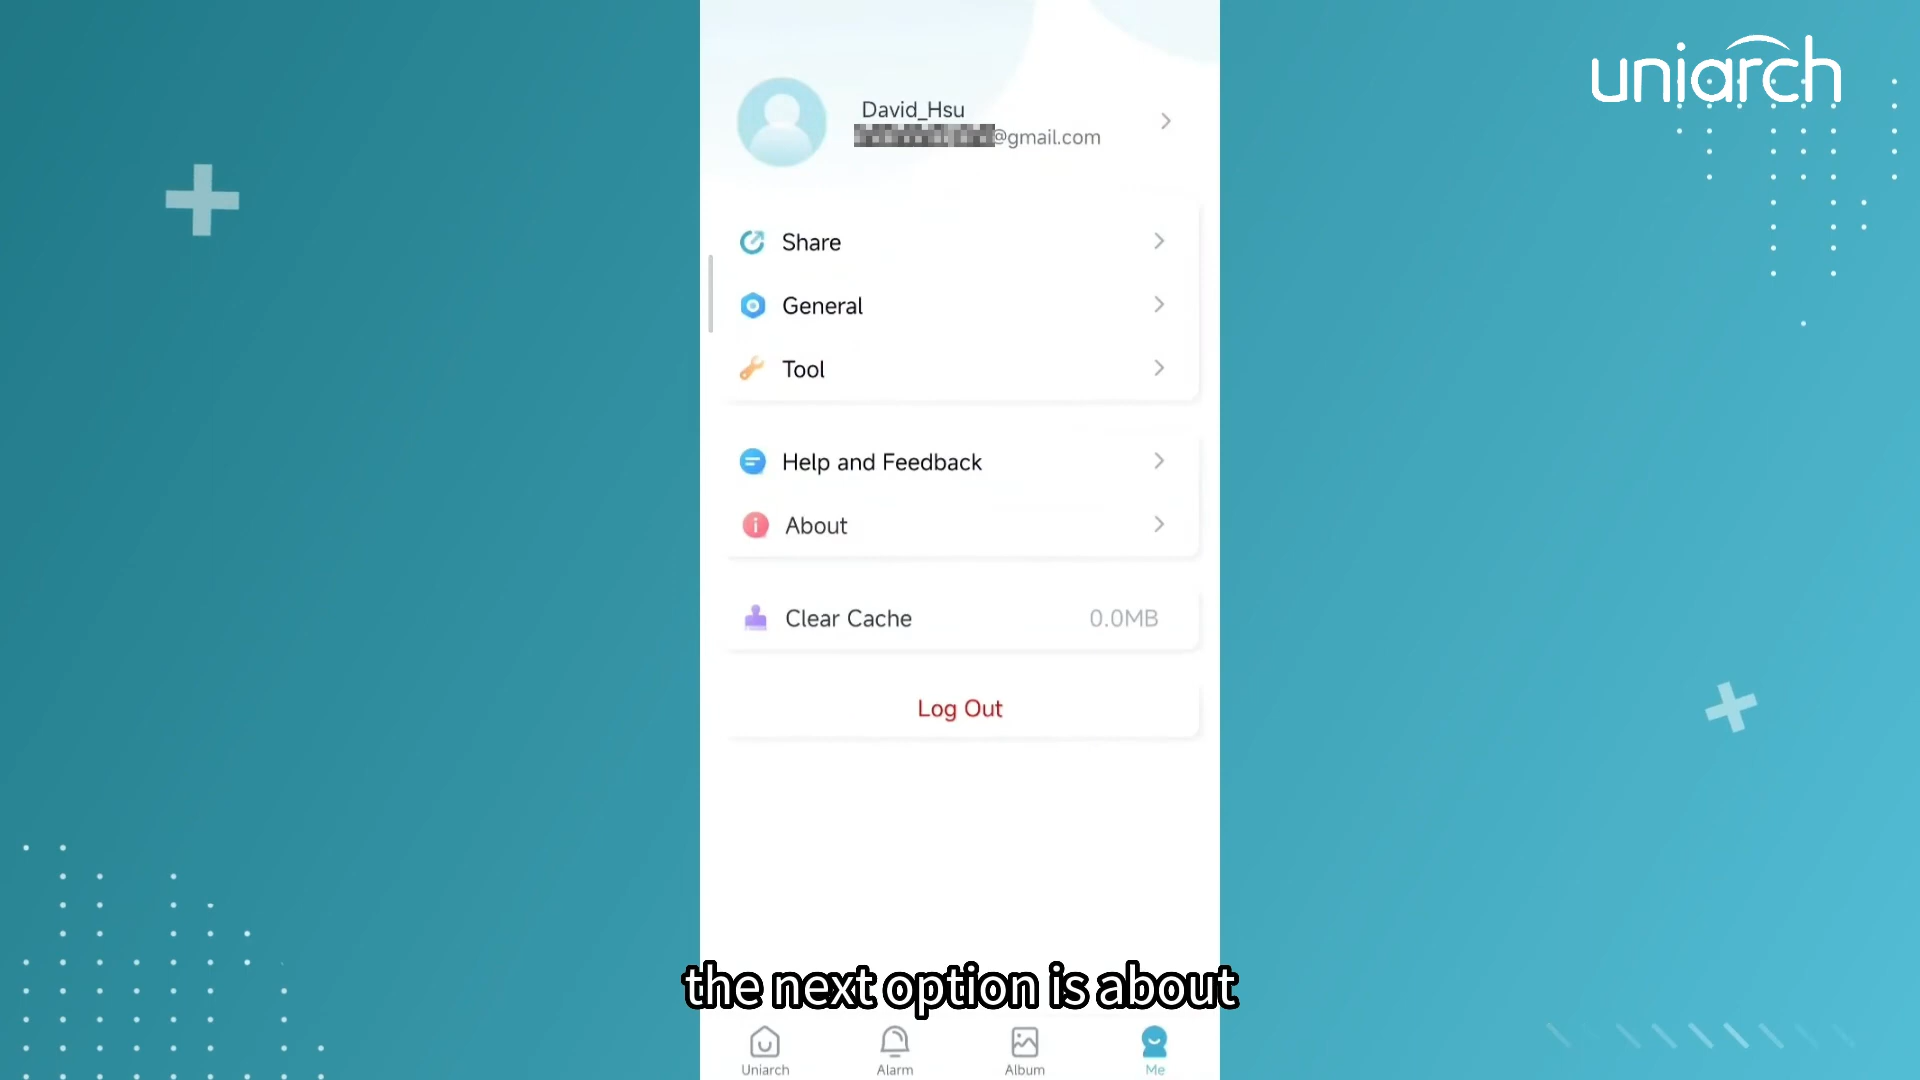 uniarch
David_Hsu
@gmail.com
Share
General
Tool
Help and Feedback
About
Clear Cache 0.0MB
Log Out
the next option is about
Uniarch Alarm Album Me